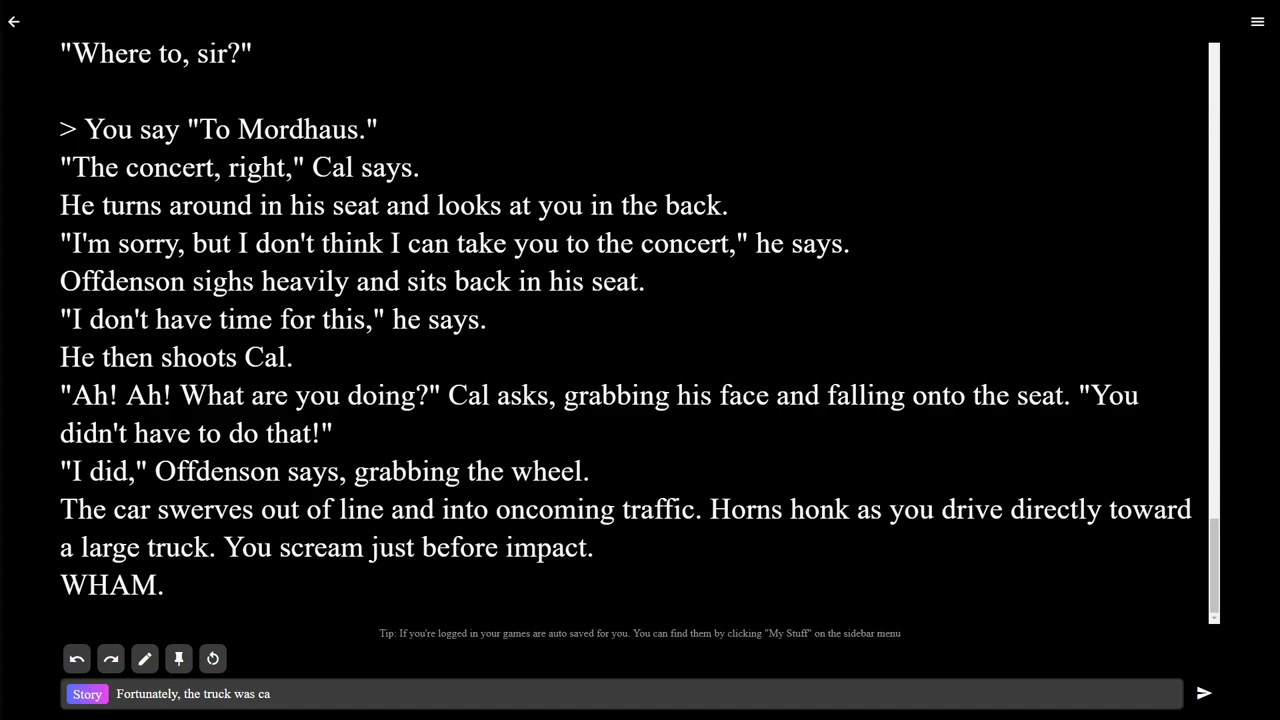 "Where to, sir?"
> You say "To Mordhaus."
"The concert, right," Cal says.
He turns around in his seat and looks at you in the back.
"I'm sorry, but I don't think I can take you to the concert," he says.
Offdenson sighs heavily and sits back in his seat.
"I don't have time for this," he says.
He then shoots Cal.
"Ah! Ah! What are you doing?" Cal asks, grabbing his face and falling onto the seat. "You
didn't have to do that!"
"I did," Offdenson says, grabbing the wheel.
The car swerves out of line and into oncoming traffic. Horns honk as you drive directly toward
a large truck. You scream just before impact.
WHAM.
Tip: If you're logged in your games are auto saved for you. You can find them by clicking "My Stuff" on the sidebar menu
Story Fortunately, the truck was ca